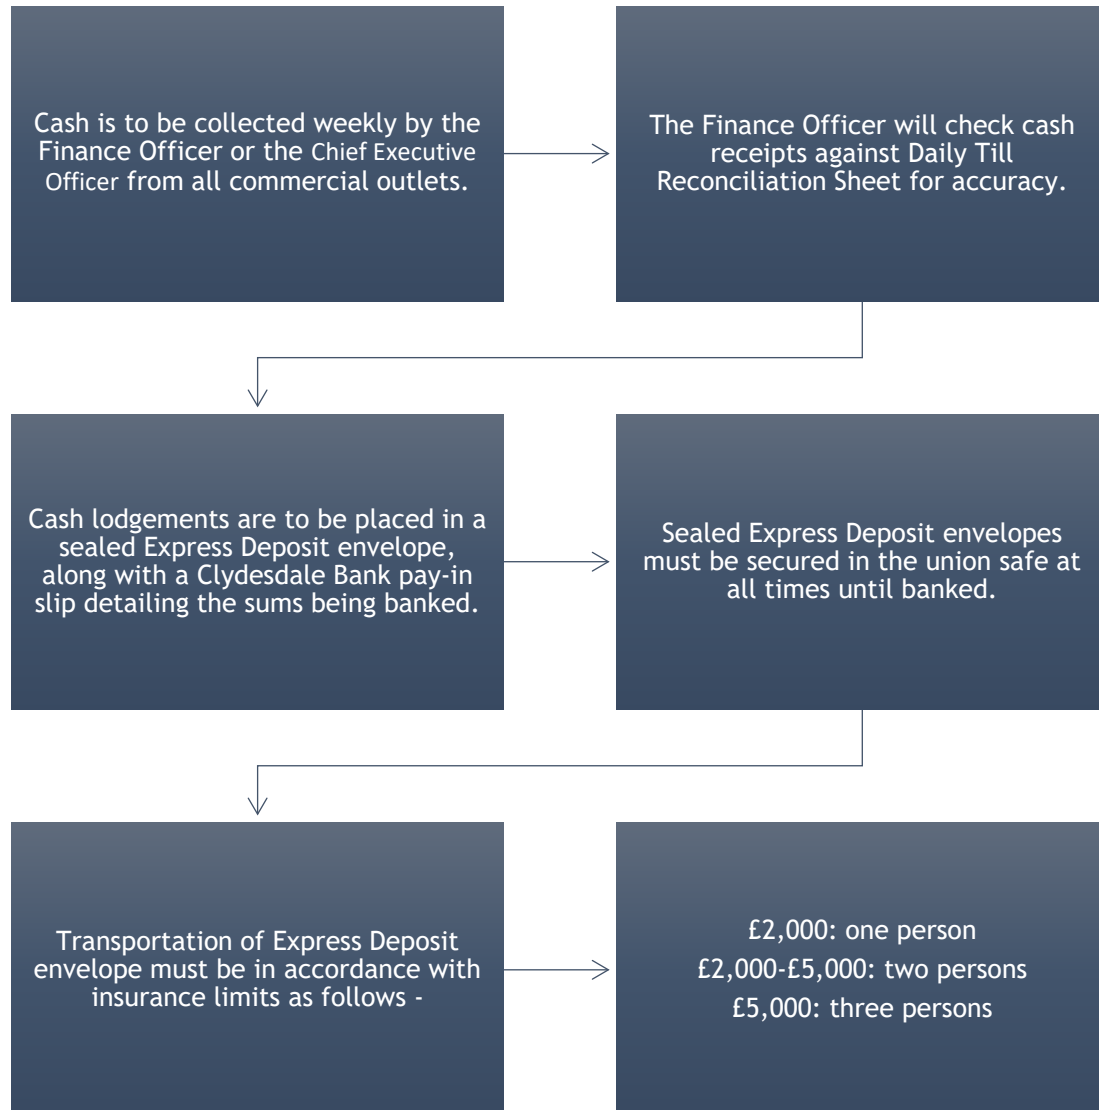 Cash is to be collected weekly by the
Finance Officer or the Chief Executive
Officer from all commercial outlets.
The Finance Officer will check cash
receipts against Daily Till
Reconciliation Sheet for accuracy.
Cash lodgements are to be placed in a
sealed Express Deposit envelope,
along with a Clydesdale Bank pay-in
slip detailing the sums being banked.
Sealed Express Deposit envelopes
must be secured in the union safe at
all times until banked.
Transportation of Express Deposit
envelope must be in accordance with
insurance limits as follows -
£2,000: one person
£2,000-£5,000: two persons
£5,000: three persons